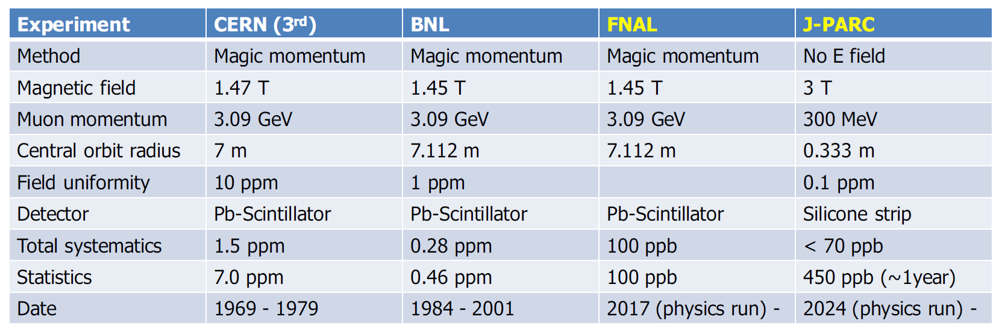 Experiment CERN (3rd) BNL FNAL J-PARC
Method Magic momentum Magic momentum Magic momentum No E field
Magnetic field 1.47 T 1.45 T 1.45 T 3 T
Muon momentum 3.09 GeV 3.09 GeV 3.09 GeV 300 MeV
Central orbit radius 7 m 7.112 m 7.112 m 0.333 m
Field uniformity 10 ppm 1 ppm 0.1 ppm
Detector Pb-Scintillator Pb-Scintillator Pb-Scintillator Silicone strip
Total systematics 1.5 ppm 0.28 ppm 100 ppb < 70 ppb
Statistics 7.0 ppm 0.46 ppm 100 ppb 450 ppb (~1year)
Date 1969 - 1979 1984 - 2001 2017 (physics run) - 2024 (physics run) -